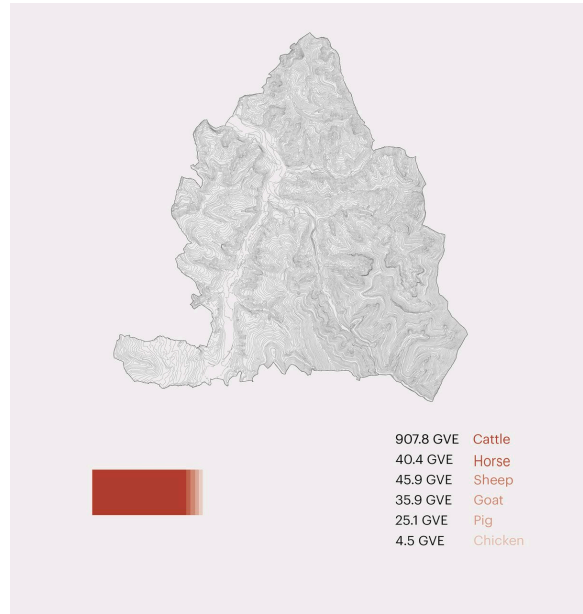 907.8 GVE Cattle
40.4 GVE Horse
45.9 GVE Sheep
35.9 GVE Goat
25.1 GVE Pig
4.5 GVE Chicken